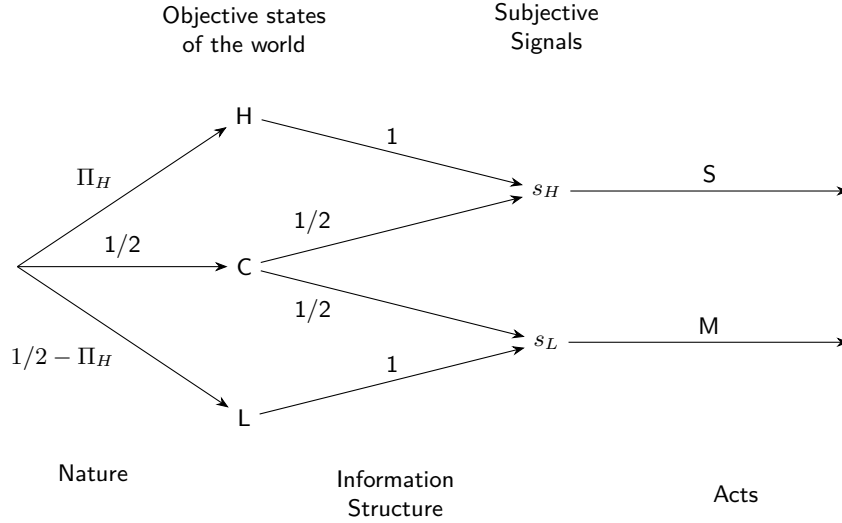 Objective states
of the world
Subjective
Signals
H
1
Π_H
s_H
S
1/2
1/2
C
1/2
s_L
M
1/2 − Π_H
1
L
Nature
Information
Structure
Acts